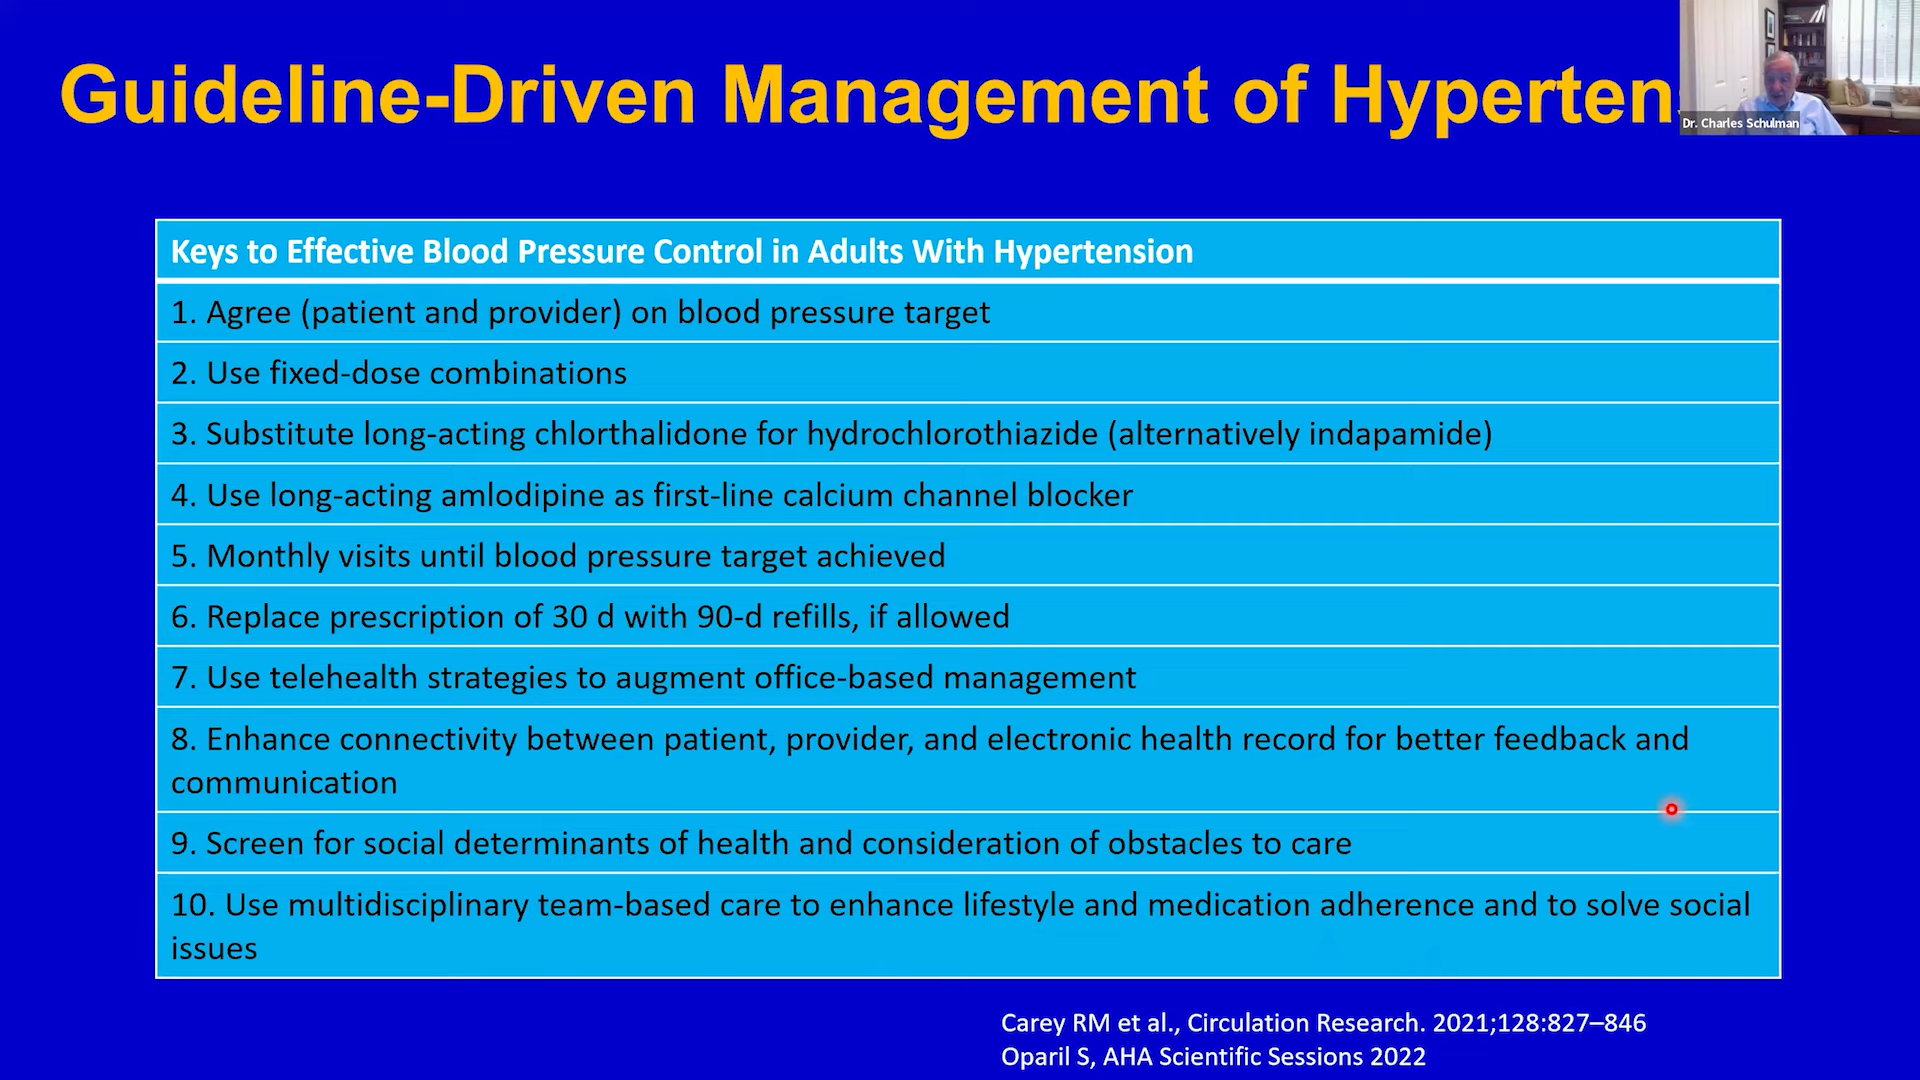 Guideline-Driven Management of Hyperten
Dr. Charles Schulman
Keys to Effective Blood Pressure Control in Adults With Hypertension
1. Agree (patient and provider) on blood pressure target
2. Use fixed-dose combinations
3. Substitute long-acting chlorthalidone for hydrochlorothiazide (alternatively indapamide)
4. Use long-acting amlodipine as first-line calcium channel blocker
5. Monthly visits until blood pressure target achieved
6. Replace prescription of 30 d with 90-d refills, if allowed
7. Use telehealth strategies to augment office-based management
8. Enhance connectivity between patient, provider, and electronic health record for better feedback and
communication
9. Screen for social determinants of health and consideration of obstacles to care
10. Use multidisciplinary team-based care to enhance lifestyle and medication adherence and to solve social
issues
Carey RM et al., Circulation Research. 2021;128:827–846
Oparil S, AHA Scientific Sessions 2022